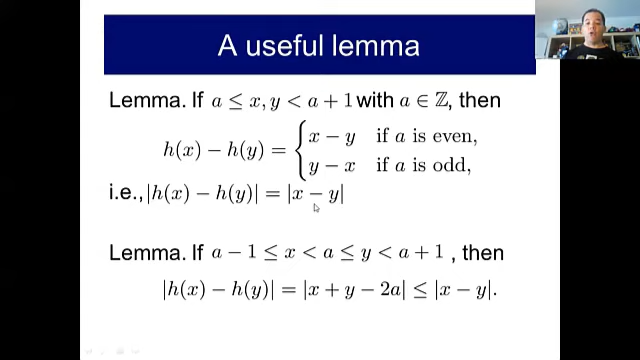 A useful lemma
Lemma. If a ≤ x, y < a + 1 with a ∈ ℤ, then
h(x) − h(y) = { x − y if a is even,
y − x if a is odd,
i.e., |h(x) − h(y)| = |x − y|
Lemma. If a − 1 ≤ x < a ≤ y < a + 1 , then
|h(x) − h(y)| = |x + y − 2a| ≤ |x − y|.